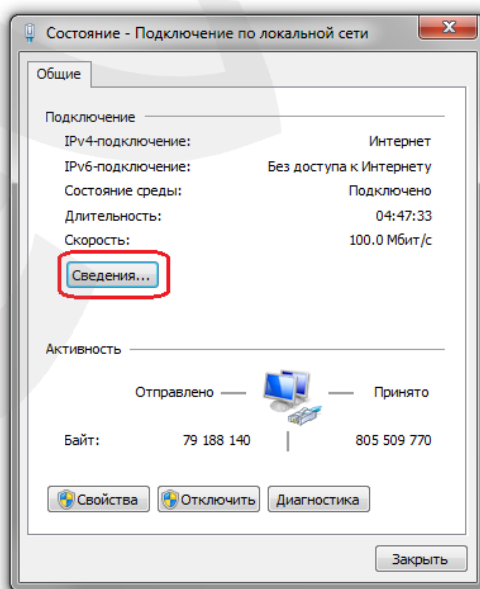 Состояние - Подключение по локальной сети
Общие
Подключение
IPv4-подключение: Интернет
IPv6-подключение: Без доступа к Интернету
Состояние среды: Подключено
Длительность: 04:47:33
Скорость: 100.0 Мбит/с
Сведения...
Активность
Отправлено — Принято
Байт: 79 188 140 | 805 509 770
Свойства Отключить Диагностика
Закрыть